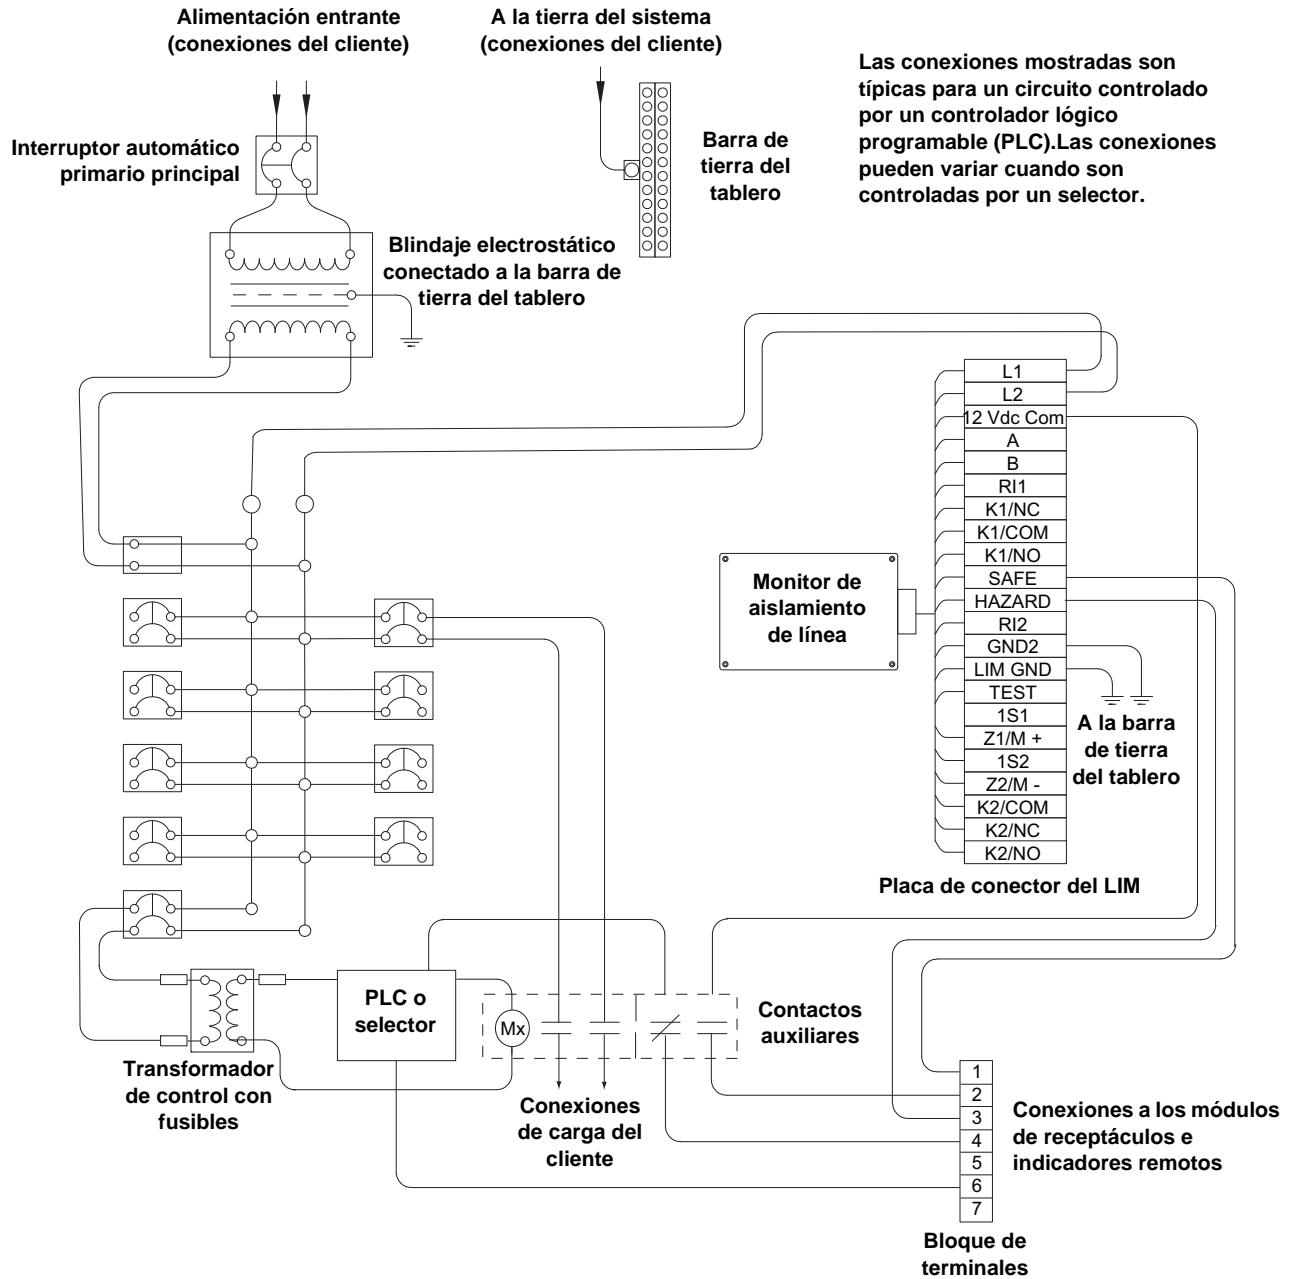 Alimentación entrante
(conexiones del cliente)
A la tierra del sistema
(conexiones del cliente)
Las conexiones mostradas son
típicas para un circuito controlado
por un controlador lógico
programable (PLC).Las conexiones
pueden variar cuando son
controladas por un selector.
Interruptor automático
primario principal
Barra de
tierra del
tablero
Blindaje electrostático
conectado a la barra de
tierra del tablero
L1
L2
12 Vdc Com
A
B
RI1
K1/NC
K1/COM
K1/NO
SAFE
HAZARD
RI2
GND2
LIM GND
TEST
1S1
Z1/M +
1S2
Z2/M -
K2/COM
K2/NC
K2/NO
Monitor de
aislamiento
de línea
A la barra
de tierra
del tablero
Placa de conector del LIM
PLC o
selector
Mx
Contactos
auxiliares
Transformador
de control con
fusibles
Conexiones
de carga del
cliente
1
2
3
4
5
6
7
Conexiones a los módulos
de receptáculos e
indicadores remotos
Bloque de
terminales